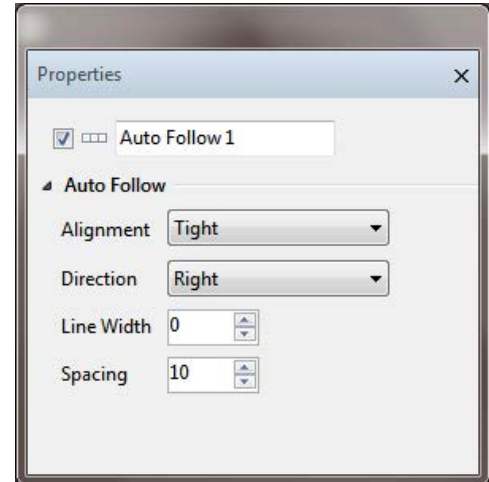 Properties
Auto Follow 1
Auto Follow
Alignment Tight
Direction Right
Line Width 0
Spacing 10